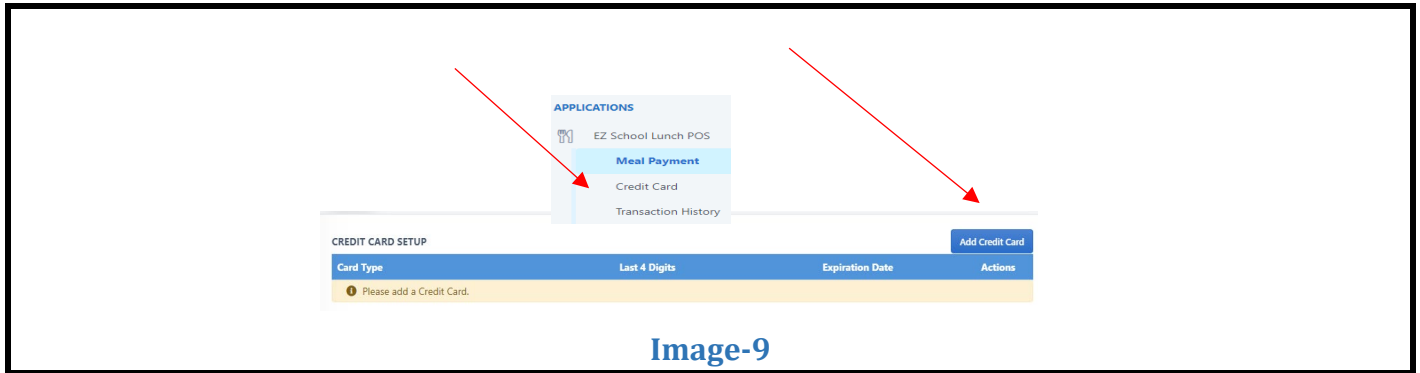 APPLICATIONS
EZ School Lunch POS
Meal Payment
Credit Card
Transaction History
CREDIT CARD SETUP
Add Credit Card
Card Type Last 4 Digits Expiration Date Actions
Please add a Credit Card.
Image-9